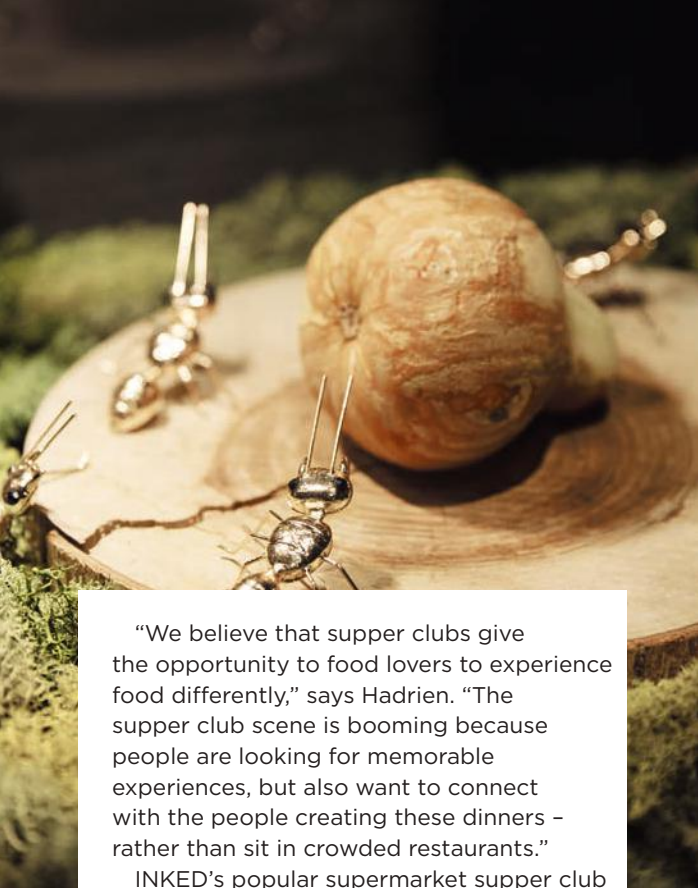 “We believe that supper clubs give
the opportunity to food lovers to experience
food differently,” says Hadrien. “The
supper club scene is booming because
people are looking for memorable
experiences, but also want to connect
with the people creating these dinners –
rather than sit in crowded restaurants.”
INKED’s popular supermarket supper club